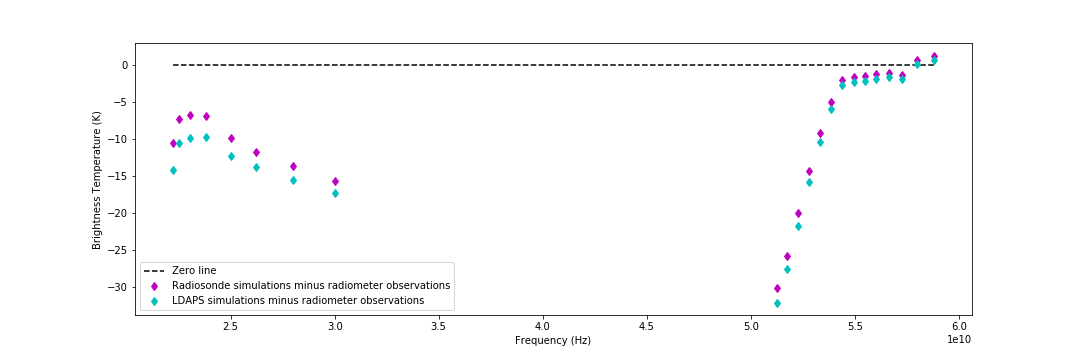 0
−5
−10
−15
−20
−25
−30
Brightness Temperature (K)
Zero line
Radiosonde simulations minus radiometer observations
LDAPS simulations minus radiometer observations
2.5 3.0 3.5 4.0 4.5 5.0 5.5 6.0
1e10
Frequency (Hz)